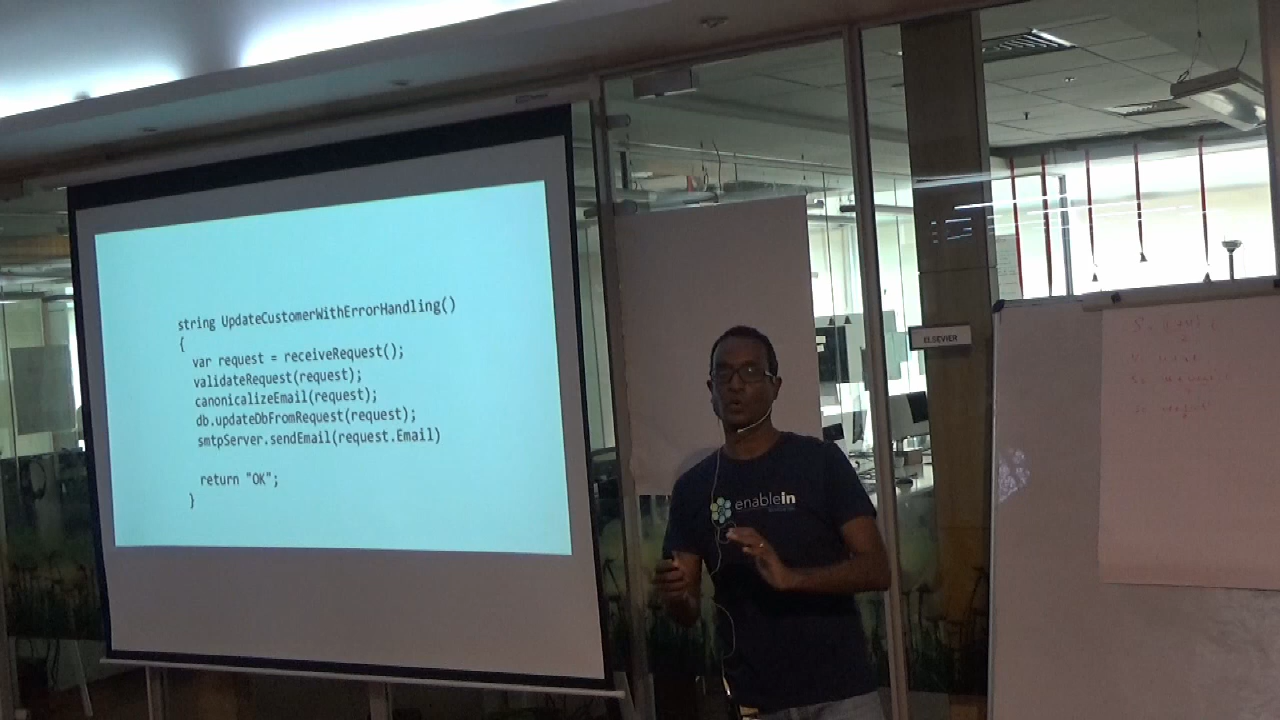 string UpdateCustomerWithErrorHandling()
{
var request = receiveRequest();
validateRequest(request);
canonicalizeEmail(request);
db.updateDbFromRequest(request);
smtpServer.sendEmail(request.Email)
return "OK";
}
enablein
ELSEVIER